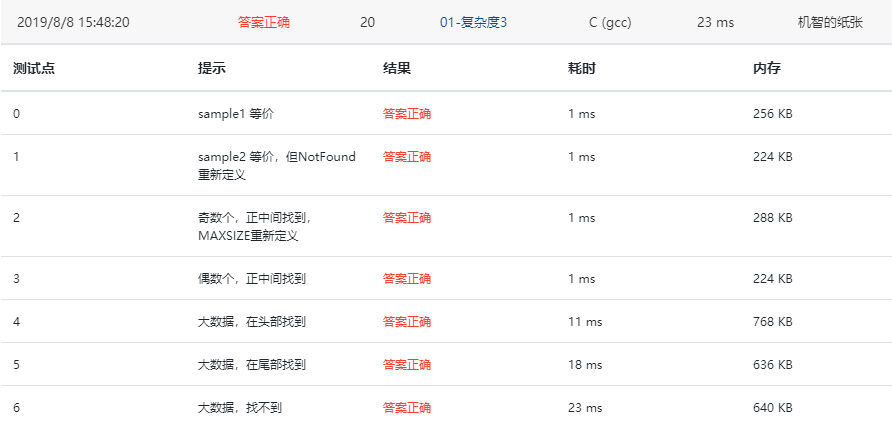 2019/8/8 15:48:20 答案正确 20 01-复杂度3 C (gcc) 23 ms 机智的纸张
测试点 提示 结果 耗时 内存
0 sample1 等价 答案正确 1 ms 256 KB
1 sample2 等价，但NotFound 答案正确 1 ms 224 KB
重新定义
2 奇数个，正中间找到， 答案正确 1 ms 288 KB
MAXSIZE重新定义
3 偶数个，正中间找到 答案正确 1 ms 224 KB
4 大数据，在头部找到 答案正确 11 ms 768 KB
5 大数据，在尾部找到 答案正确 18 ms 636 KB
6 大数据，找不到 答案正确 23 ms 640 KB